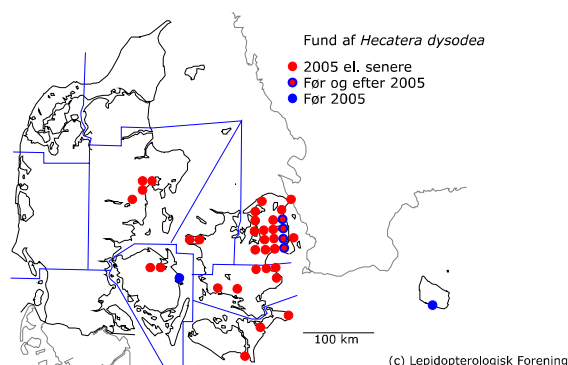 Fund af Hecatera dysodea
2005 el. senere
Før og efter 2005
Før 2005
100 km
(c) Lepidopterologisk Forening